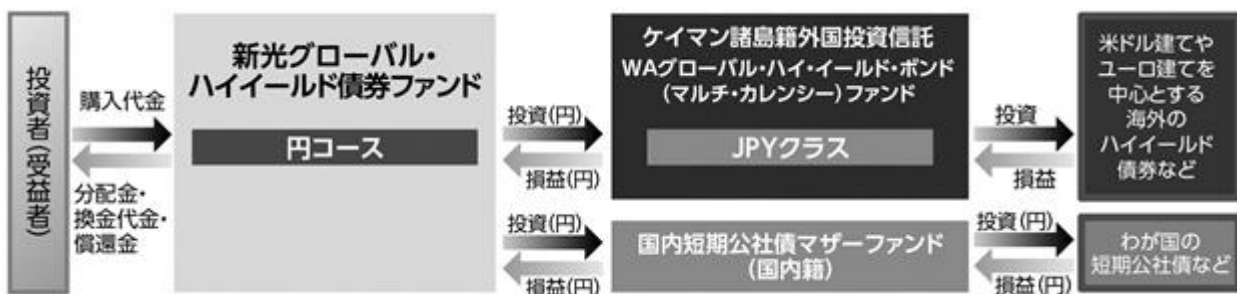 投資者(受益者)
購入代金
分配金・
換金代金・
償還金
新光グローバル・
ハイイールド債券ファンド
円コース
投資(円)
損益(円)
ケイマン諸島籍外国投資信託
WAグローバル・ハイ・イールド・ボンド
(マルチ・カレンシー)ファンド
JPYクラス
投資
損益
米ドル建てや
ユーロ建てを
中心とする
海外の
ハイイールド
債券など
投資(円)
損益(円)
国内短期公社債マザーファンド
(国内籍)
投資(円)
損益(円)
わが国の
短期公社債など